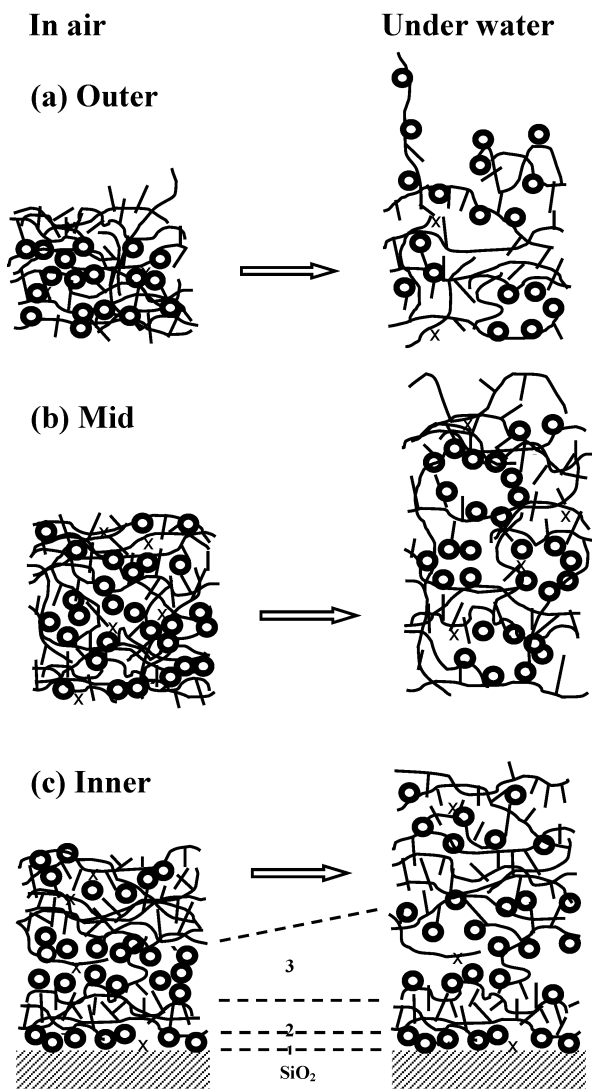 In air
Under water
(a) Outer
x
x
(b) Mid
x
x
x
x
x
x
x
x
x
(c) Inner
x
x
x
x
x
x
3
2
1
SiO₂